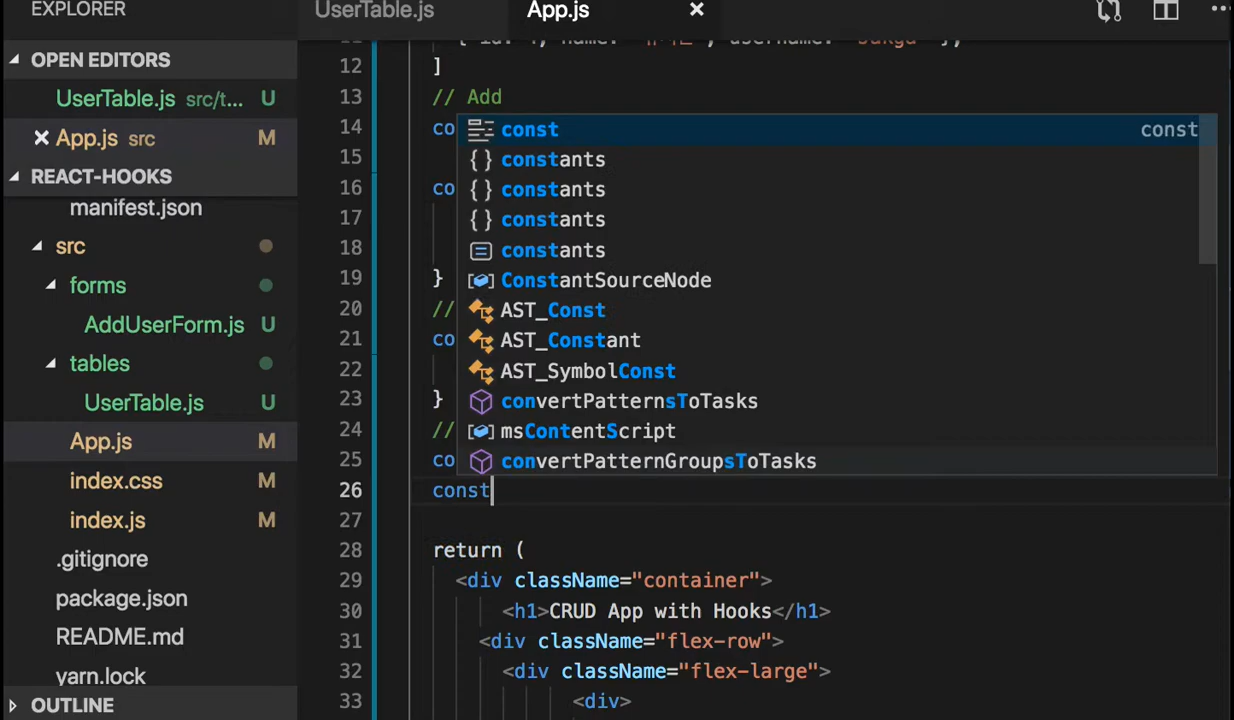 EXPLORER
OPEN EDITORS
UserTable.js src/t... U
App.js src M
REACT-HOOKS
manifest.json
src
forms
AddUserForm.js U
tables
UserTable.js U
App.js M
index.css M
index.js M
.gitignore
package.json
README.md
yarn.lock
OUTLINE
UserTable.js App.js
12 ]
13 // Add
14 co
15
16 co
17
18
19 }
20 //
21 co
22
23 }
24 //
25 co
26 const
27
28 return (
29 <div className="container">
30 <h1>CRUD App with Hooks</h1>
31 <div className="flex-row">
32 <div className="flex-large">
33 <div>
const const
constants
constants
constants
constants
ConstantSourceNode
AST_Const
AST_Constant
AST_SymbolConst
convertPatternsToTasks
msContentScript
convertPatternGroupsToTasks